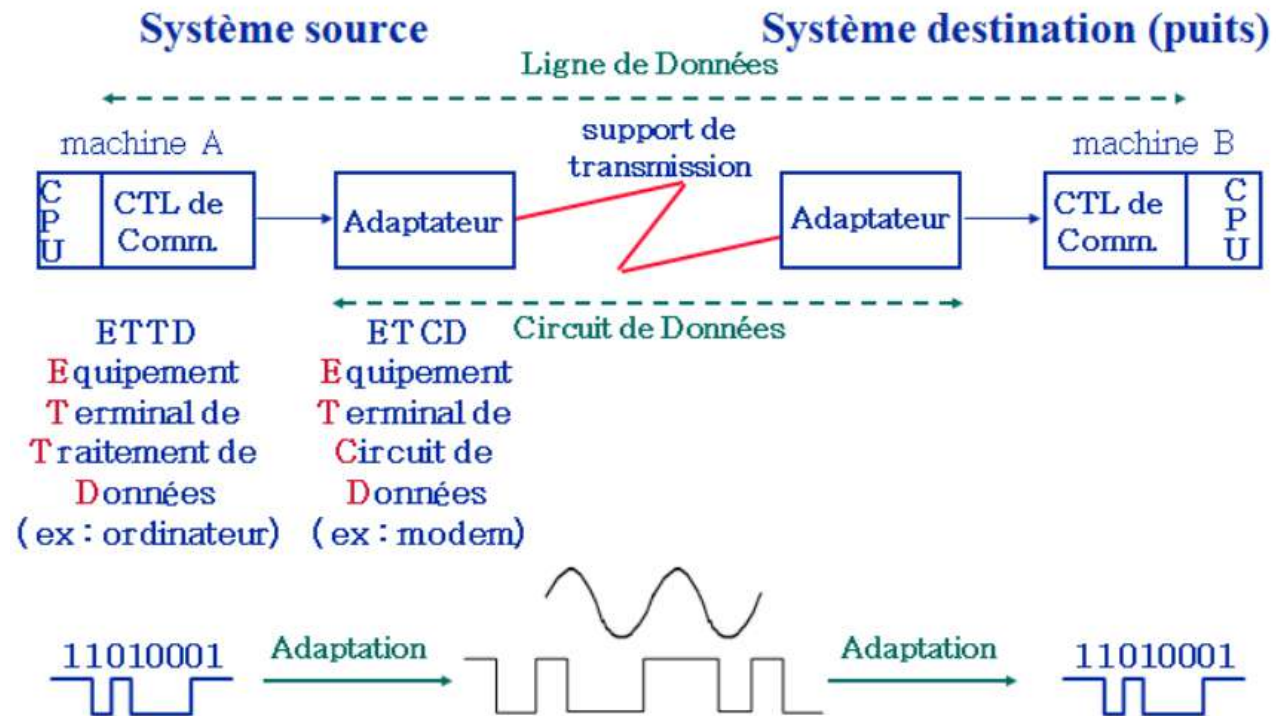 Système source
Système destination (puits)
Ligne de Données
machine A
support de
transmission
machine B
CPU
CTL de
Comm.
Adaptateur
Adaptateur
CTL de
Comm.
CPU
Circuit de Données
ETTD
Equipement
Terminal de
Traitement de
Données
(ex : ordinateur)
ETCD
Equipement
Terminal de
Circuit de
Données
(ex : modem)
11010001
Adaptation
Adaptation
11010001